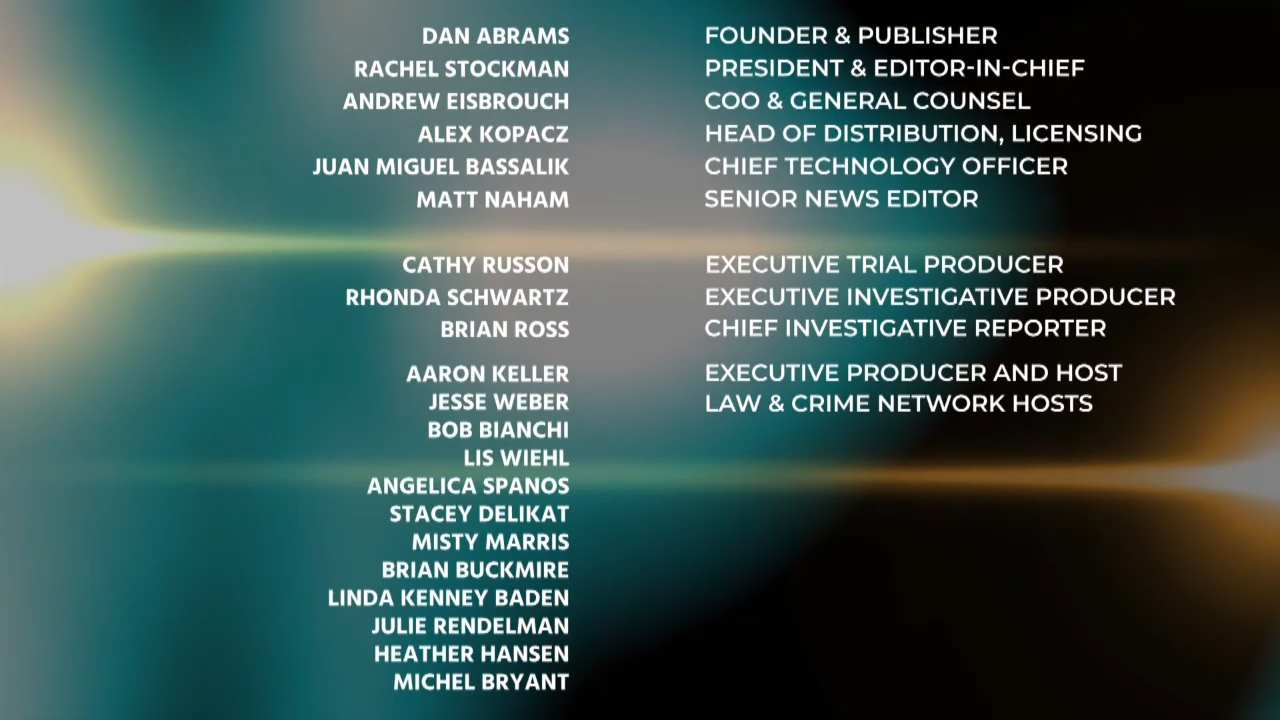 DAN ABRAMS FOUNDER & PUBLISHER
RACHEL STOCKMAN PRESIDENT & EDITOR-IN-CHIEF
ANDREW EISBROUCH COO & GENERAL COUNSEL
ALEX KOPACZ HEAD OF DISTRIBUTION, LICENSING
JUAN MIGUEL BASSALIK CHIEF TECHNOLOGY OFFICER
MATT NAHAM SENIOR NEWS EDITOR
CATHY RUSSON EXECUTIVE TRIAL PRODUCER
RHONDA SCHWARTZ EXECUTIVE INVESTIGATIVE PRODUCER
BRIAN ROSS CHIEF INVESTIGATIVE REPORTER
AARON KELLER EXECUTIVE PRODUCER AND HOST
JESSE WEBER LAW & CRIME NETWORK HOSTS
BOB BIANCHI
LIS WIEHL
ANGELICA SPANOS
STACEY DELIKAT
MISTY MARRIS
BRIAN BUCKMIRE
LINDA KENNEY BADEN
JULIE RENDELMAN
HEATHER HANSEN
MICHEL BRYANT